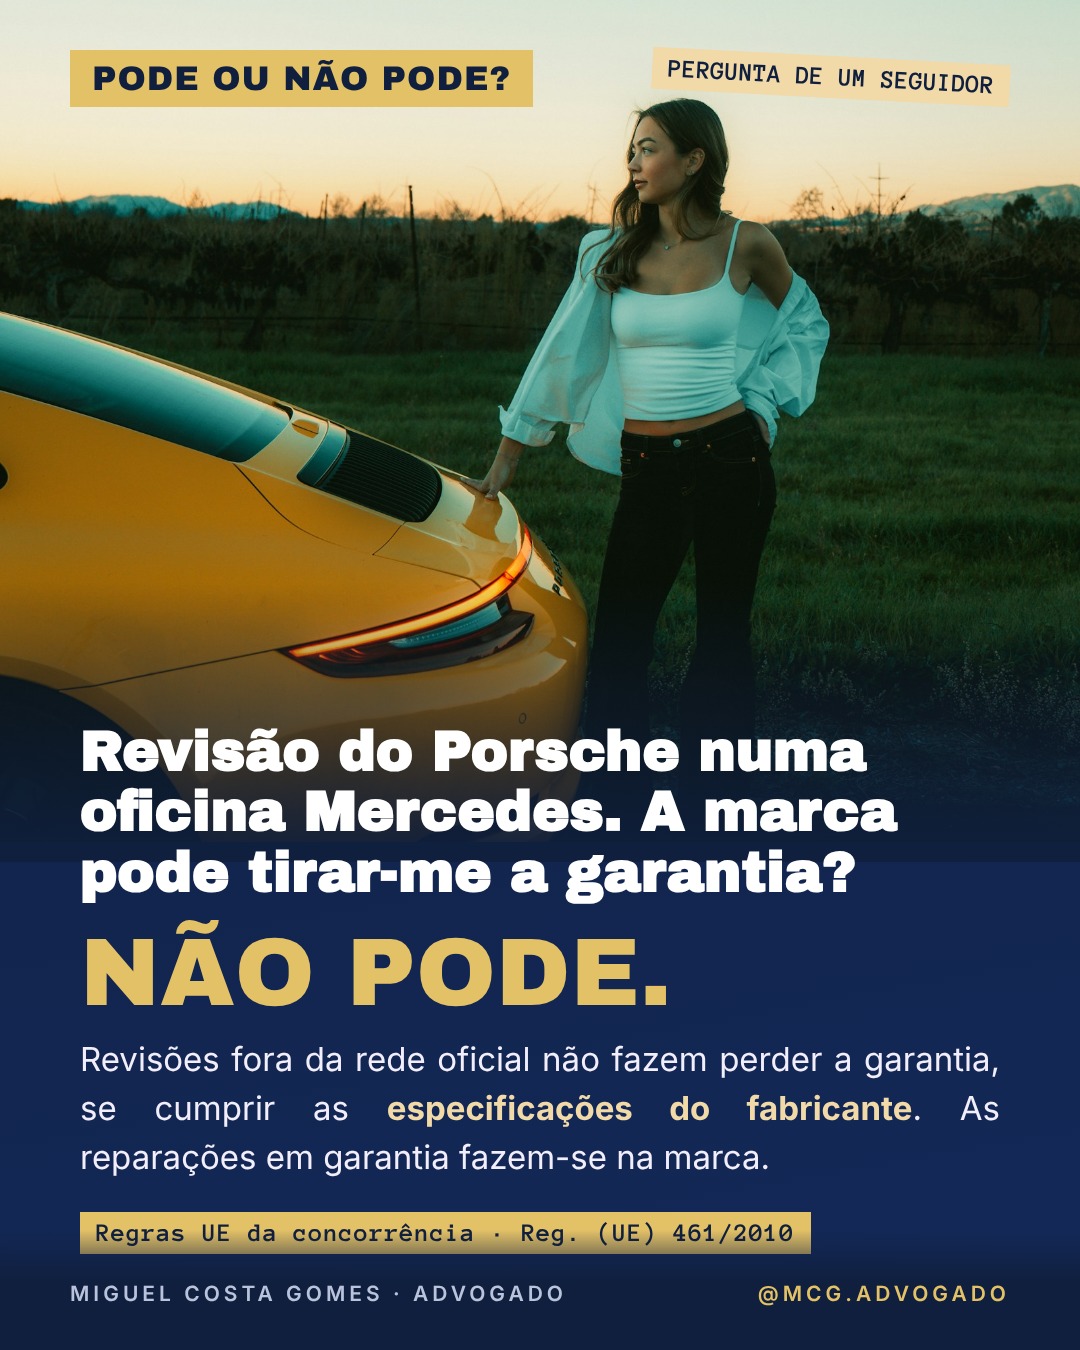 PODE OU NÃO PODE?
PERGUNTA DE UM SEGUIDOR
Revisão do Porsche numa
oficina Mercedes. A marca
pode tirar-me a garantia?
NÃO PODE.
Revisões fora da rede oficial não fazem perder a garantia,
se cumprir as especificações do fabricante. As
reparações em garantia fazem-se na marca.
Regras UE da concorrência · Reg. (UE) 461/2010
MIGUEL COSTA GOMES · ADVOGADO
@MCG.ADVOGADO